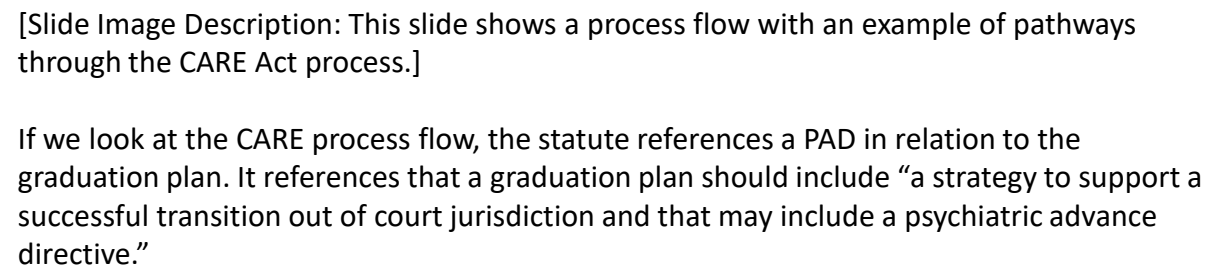 [Slide Image Description: This slide shows a process flow with an example of pathways
through the CARE Act process.]
If we look at the CARE process flow, the statute references a PAD in relation to the
graduation plan. It references that a graduation plan should include “a strategy to support a
successful transition out of court jurisdiction and that may include a psychiatric advance
directive.”